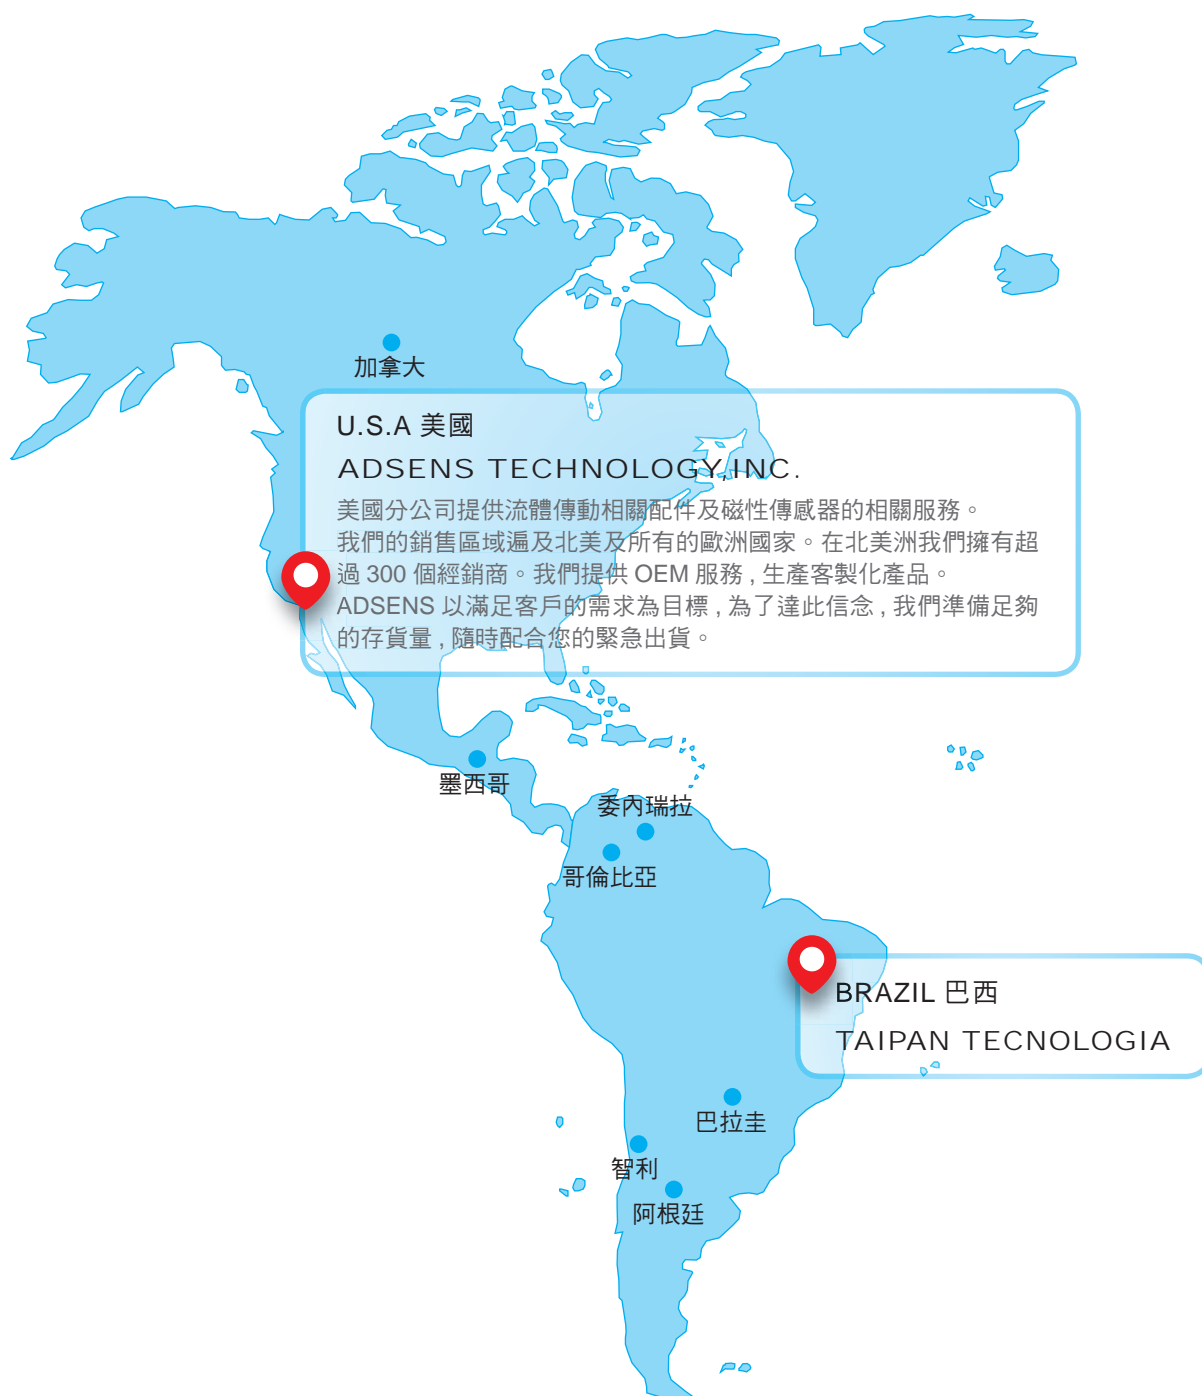 加拿大
U.S.A 美國
ADSENS TECHNOLOGY,INC.
美國分公司提供流體傳動相關配件及磁性傳感器的相關服務。
我們的銷售區域遍及北美及所有的歐洲國家。在北美洲我們擁有超
過 300 個經銷商。我們提供 OEM 服務 , 生產客製化產品。
ADSENS 以滿足客戶的需求為目標 , 為了達此信念 , 我們準備足夠
的存貨量 , 隨時配合您的緊急出貨。
墨西哥
委內瑞拉
哥倫比亞
BRAZIL 巴西
TAIPAN TECNOLOGIA
巴拉圭
智利
阿根廷